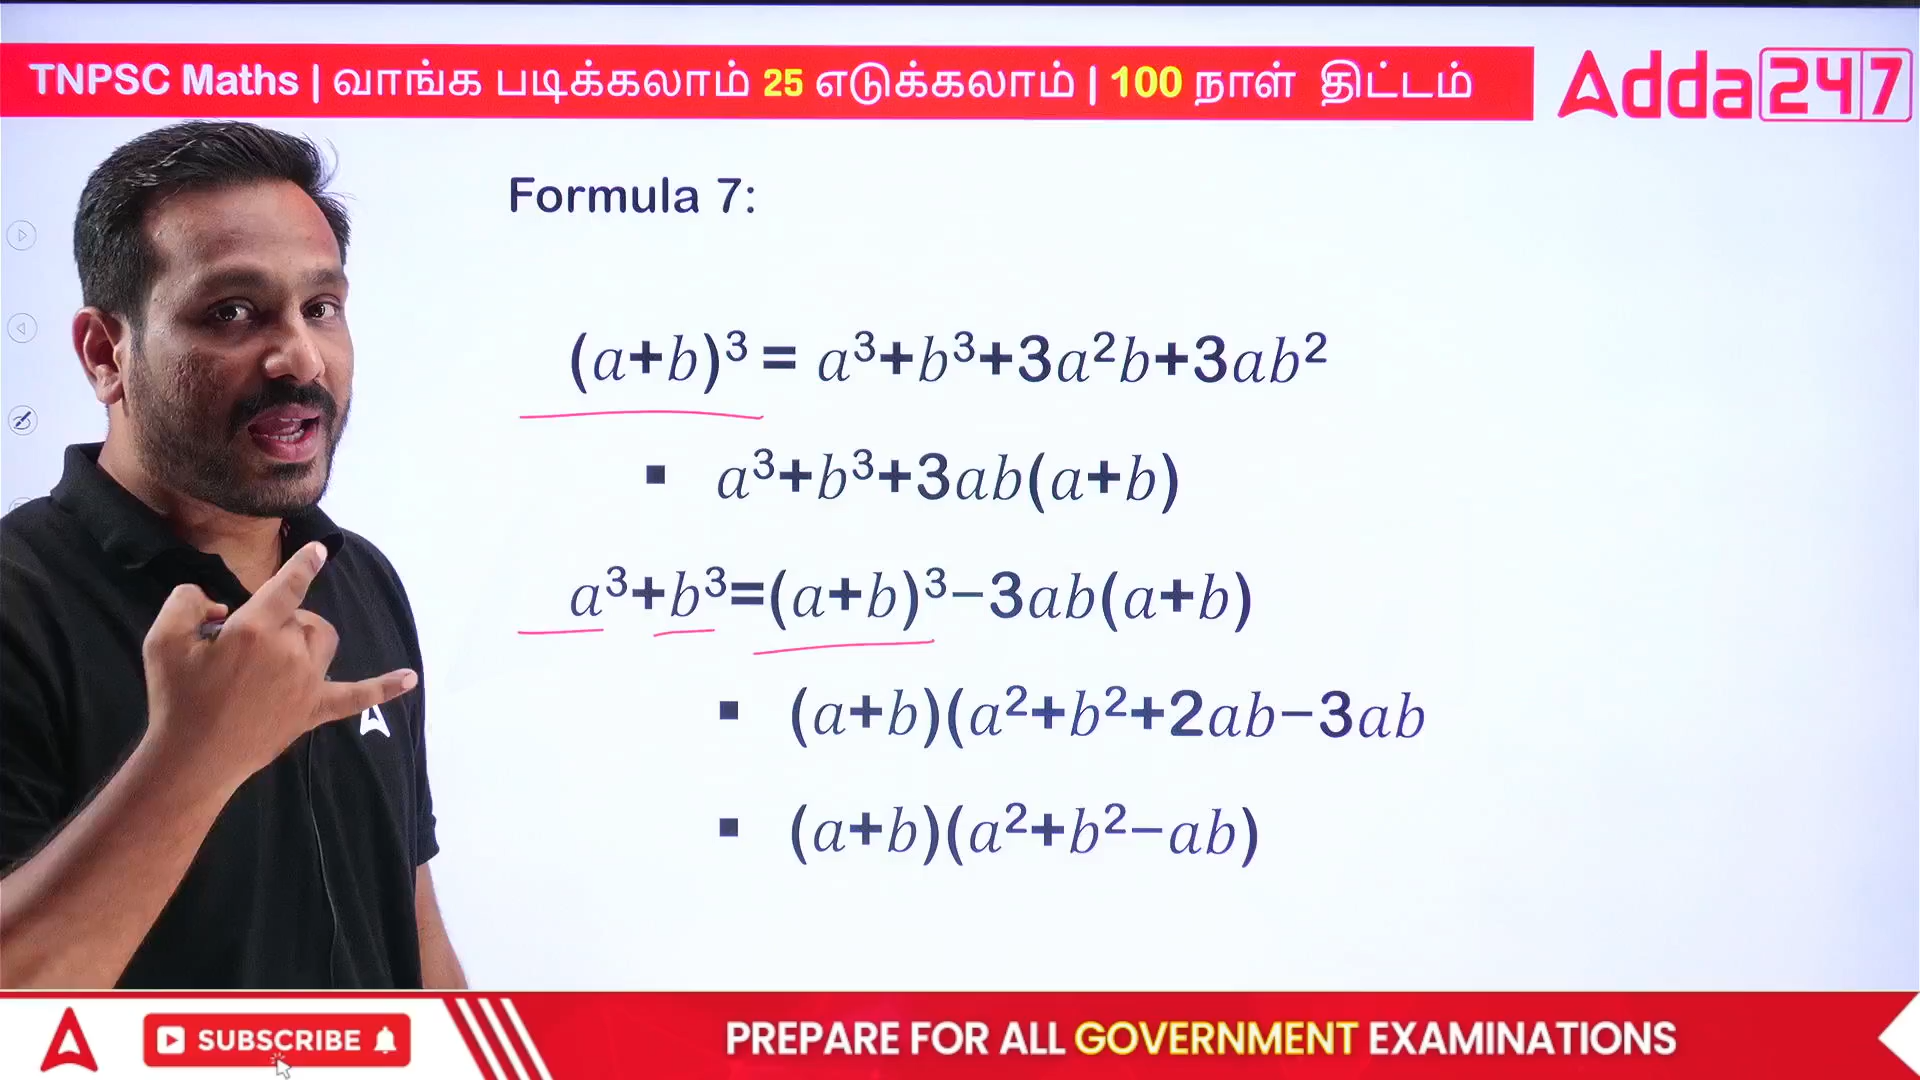 TNPSC Maths | வாங்க படிக்கலாம் 25 எடுக்கலாம் | 100 நாள் திட்டம்
Adda247
Formula 7:
(a+b)³ = a³+b³+3a²b+3ab²
▪ a³+b³+3ab(a+b)
a³+b³=(a+b)³−3ab(a+b)
▪ (a+b)(a²+b²+2ab−3ab
▪ (a+b)(a²+b²−ab)
SUBSCRIBE
PREPARE FOR ALL GOVERNMENT EXAMINATIONS